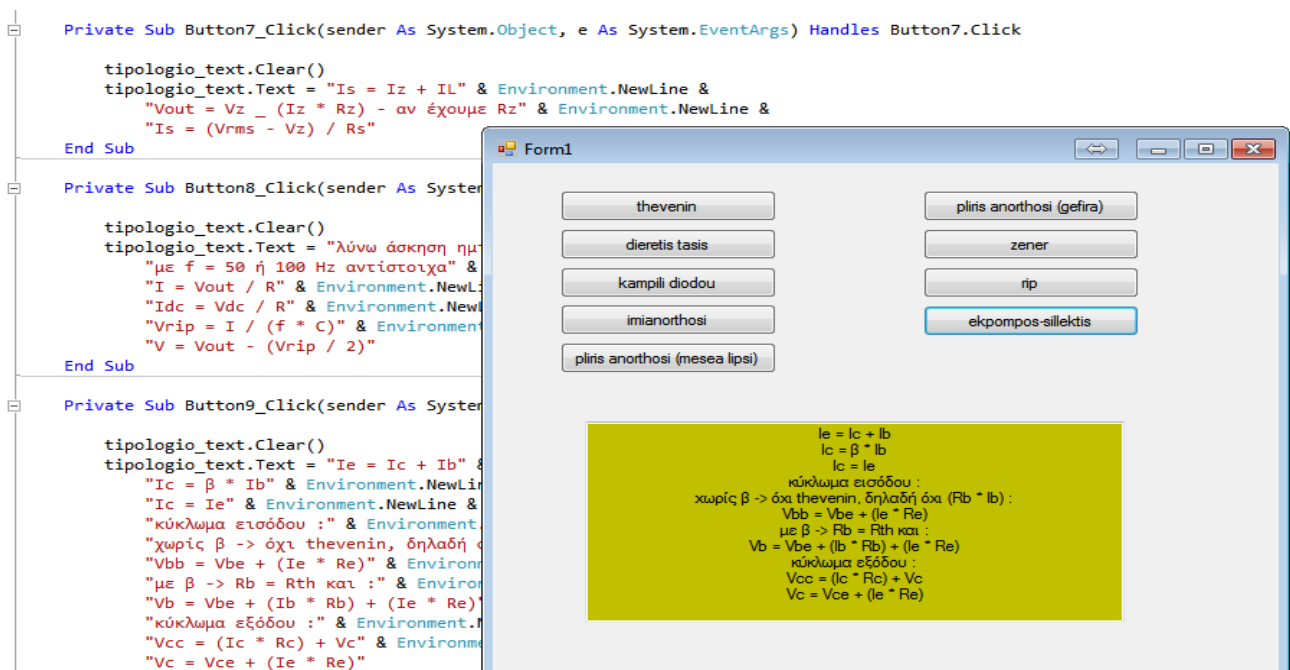 Private Sub Button7_Click(sender As System.Object, e As System.EventArgs) Handles Button7.Click
tipologio_text.Clear()
tipologio_text.Text = "Is = Iz + IL" & Environment.NewLine &
"Vout = Vz _ (Iz * Rz) - αν έχουμε Rz" & Environment.NewLine &
"Is = (Vrms - Vz) / Rs"
End Sub
Private Sub Button8_Click(sender As System
tipologio_text.Clear()
tipologio_text.Text = "λύνω άσκηση ημ
"με f = 50 ή 100 Hz αντίστοιχα" &
"I = Vout / R" & Environment.NewL
"Idc = Vdc / R" & Environment.New
"Vrip = I / (f * C)" & Environment
"V = Vout - (Vrip / 2)"
End Sub
Private Sub Button9_Click(sender As System
tipologio_text.Clear()
tipologio_text.Text = "Ie = Ic + Ib" &
"Ic = β * Ib" & Environment.NewLin
"Ic = Ie" & Environment.NewLine &
"κύκλωμα εισόδου :" & Environment.
"χωρίς β -> όχι thevenin, δηλαδή
"Vbb = Vbe + (Ie * Re)" & Environ
"με β -> Rb = Rth και :" & Enviro
"Vb = Vbe + (Ib * Rb) + (Ie * Re)"
"κύκλωμα εξόδου :" & Environment.
"Vcc = (Ic * Rc) + Vc" & Environme
"Vc = Vce + (Ie * Re)"
Form1
thevenin
dieretis tasis
kampili diodou
imianorthosi
pliris anorthosi (mesea lipsi)
pliris anorthosi (gefira)
zener
rip
ekpompos-sillektis
Ie = Ic + Ib
Ic = β * Ib
Ic = Ie
κύκλωμα εισόδου :
χωρίς β -> όχι thevenin, δηλαδή όχι (Rb * Ib) :
Vbb = Vbe + (Ie * Re)
με β -> Rb = Rth και :
Vb = Vbe + (Ib * Rb) + (Ie * Re)
κύκλωμα εξόδου :
Vcc = (Ic * Rc) + Vc
Vc = Vce + (Ie * Re)